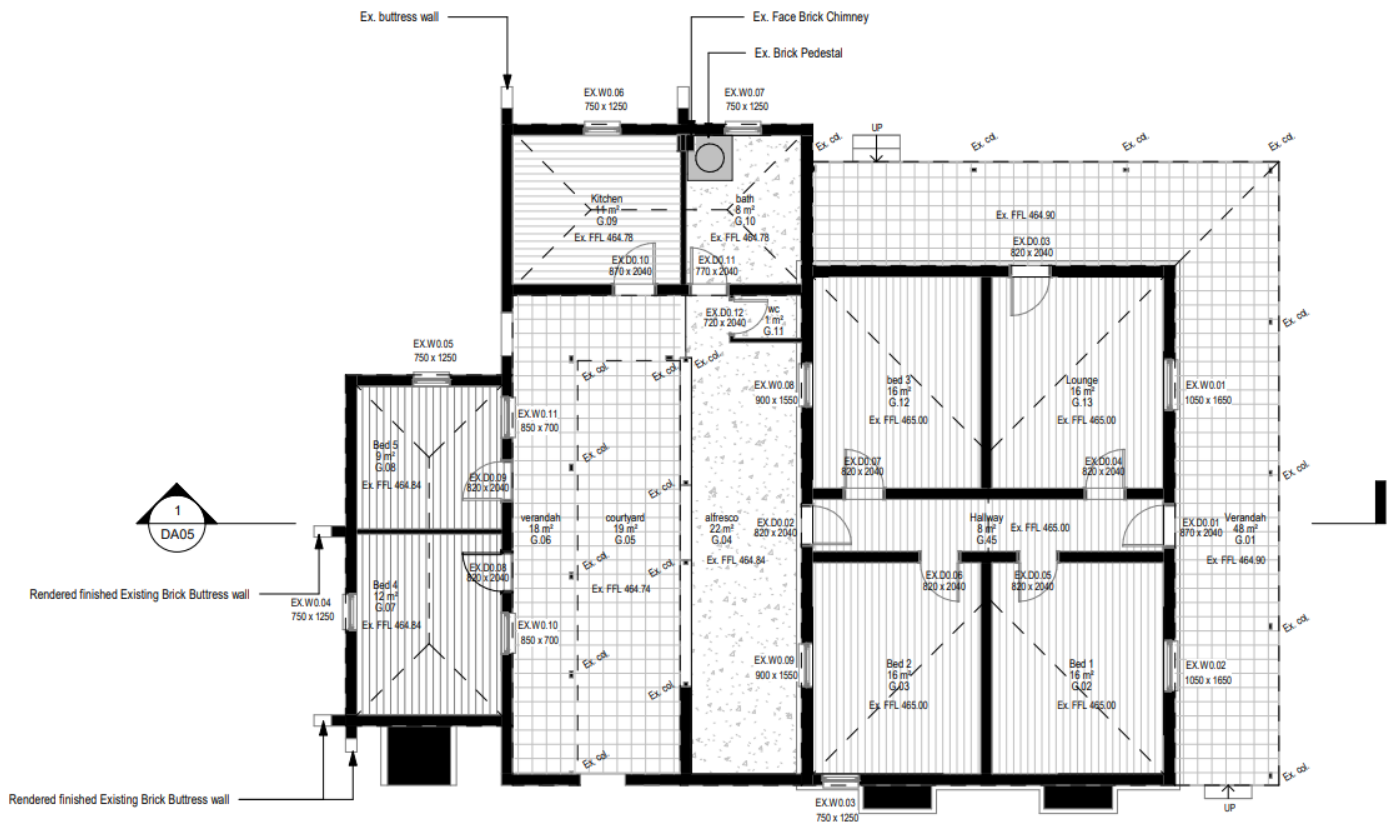 Ex. buttress wall
Ex. Face Brick Chimney
Ex. Brick Pedestal
EX.W0.06
750 x 1250
EX.W0.07
750 x 1250
UP
Ex. col.
Ex. col.
Ex. col.
Ex. col.
Kitchen
11 m²
G.09
Ex. FFL 464.78
bath
8 m²
G.10
Ex. FFL 464.78
Ex. FFL 464.90
EX.D0.03
820 x 2040
EX.D0.10
870 x 2040
EX.D0.11
770 x 2040
EX.D0.12
720 x 2040
wc
1 m²
G.11
Ex. col.
EX.W0.05
750 x 1250
Ex. col.
Ex. col.
Ex. col.
EX.W0.08
900 x 1550
bed 3
16 m²
G.12
Ex. FFL 465.00
Lounge
16 m²
G.13
Ex. FFL 465.00
EX.W0.01
1050 x 1650
EX.W0.11
850 x 700
Bed 5
9 m²
G.08
Ex. FFL 464.84
EX.D0.09
820 x 2040
Ex. col.
Ex. col.
EX.D0.07
820 x 2040
EX.D0.04
820 x 2040
Ex. col.
1
DA05
verandah
18 m²
G.06
courtyard
19 m²
G.05
Ex. FFL 464.74
alfresco
22 m²
G.04
Ex. FFL 464.84
EX.D0.02
820 x 2040
Hallway
8 m²
G.45
Ex. FFL 465.00
EX.D0.01
870 x 2040
Verandah
48 m²
G.01
Ex. FFL 464.90
Ex. col.
Ex. col.
EX.D0.08
820 x 2040
EX.D0.06
820 x 2040
EX.D0.05
820 x 2040
Rendered finished Existing Brick Buttress wall
EX.W0.04
750 x 1250
Bed 4
12 m²
G.07
Ex. FFL 464.84
EX.W0.10
850 x 700
Ex. col.
Ex. col.
Ex. col.
EX.W0.09
900 x 1550
Bed 2
16 m²
G.03
Ex. FFL 465.00
Bed 1
16 m²
G.02
Ex. FFL 465.00
EX.W0.02
1050 x 1650
Ex. col.
Ex. col.
Rendered finished Existing Brick Buttress wall
EX.W0.03
750 x 1250
UP